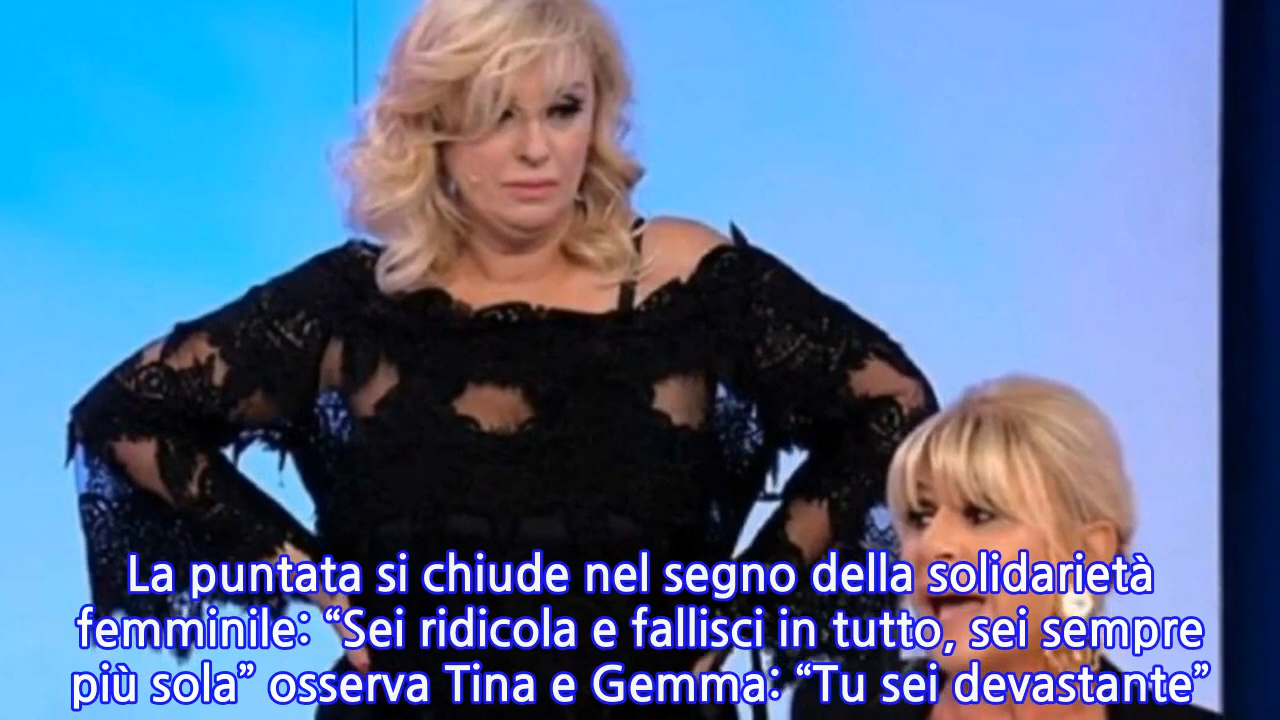 La puntata si chiude nel segno della solidarietà
femminile: “Sei ridicola e fallisci in tutto, sei sempre
più sola” osserva Tina e Gemma: “Tu sei devastante”